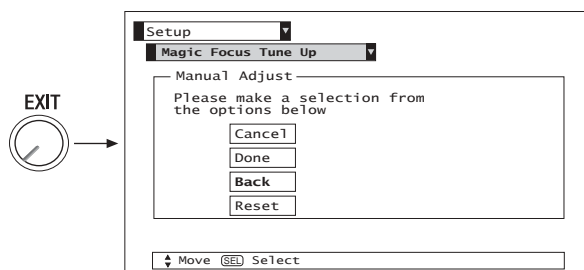 Setup
Magic Focus Tune Up
Manual Adjust
Please make a selection from
the options below
EXIT
Cancel
Done
Back
Reset
Move SEL Select